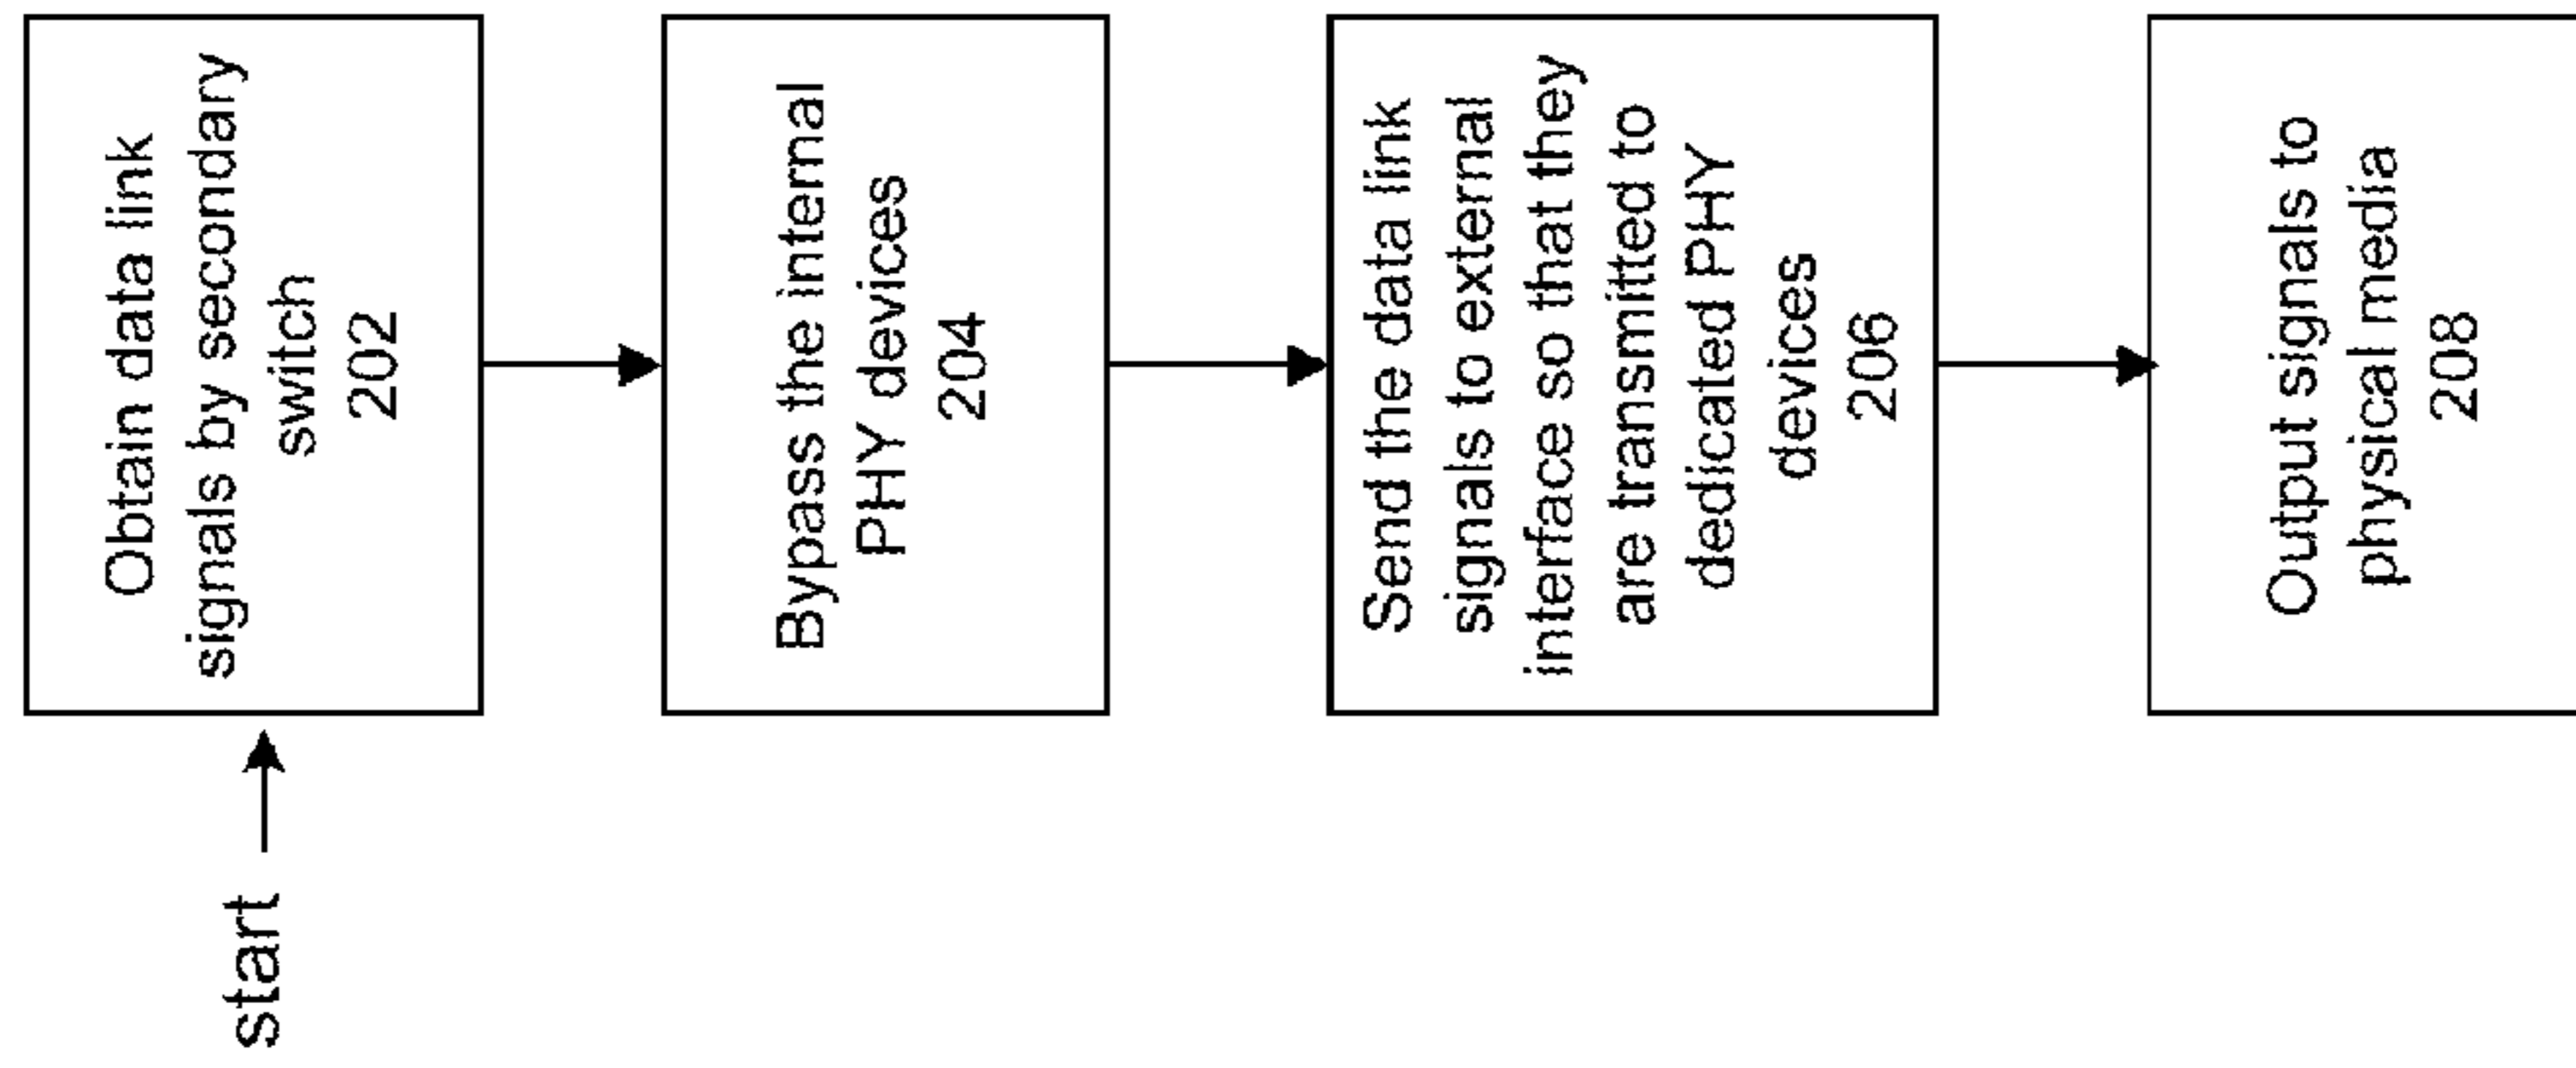 start
Obtain data link
signals by secondary
switch
202
Bypass the internal
PHY devices
204
Send the data link
signals to external
interface so that they
are transmitted to
dedicated PHY
devices
206
Output signals to
physical media
208